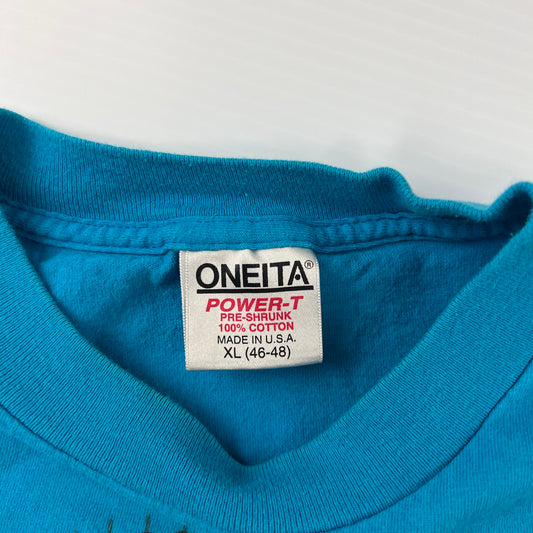 ONEITA®
POWER-T
PRE-SHRUNK
100% COTTON
MADE IN U.S.A.
XL (46-48)